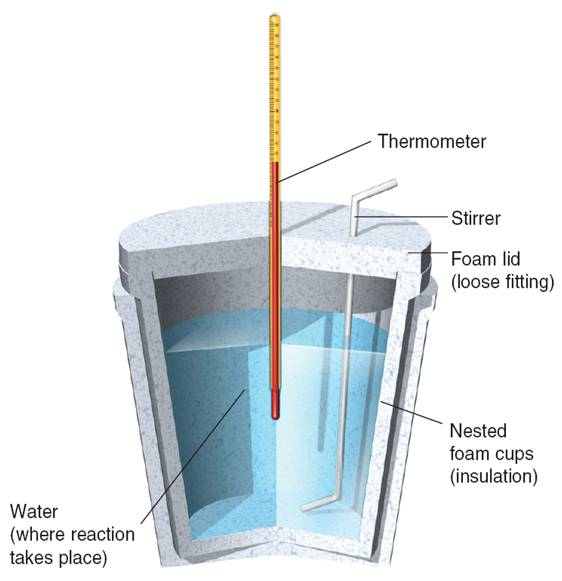 Thermometer
Stirrer
Foam lid
(loose fitting)
Nested
foam cups
(insulation)
Water
(where reaction
takes place)